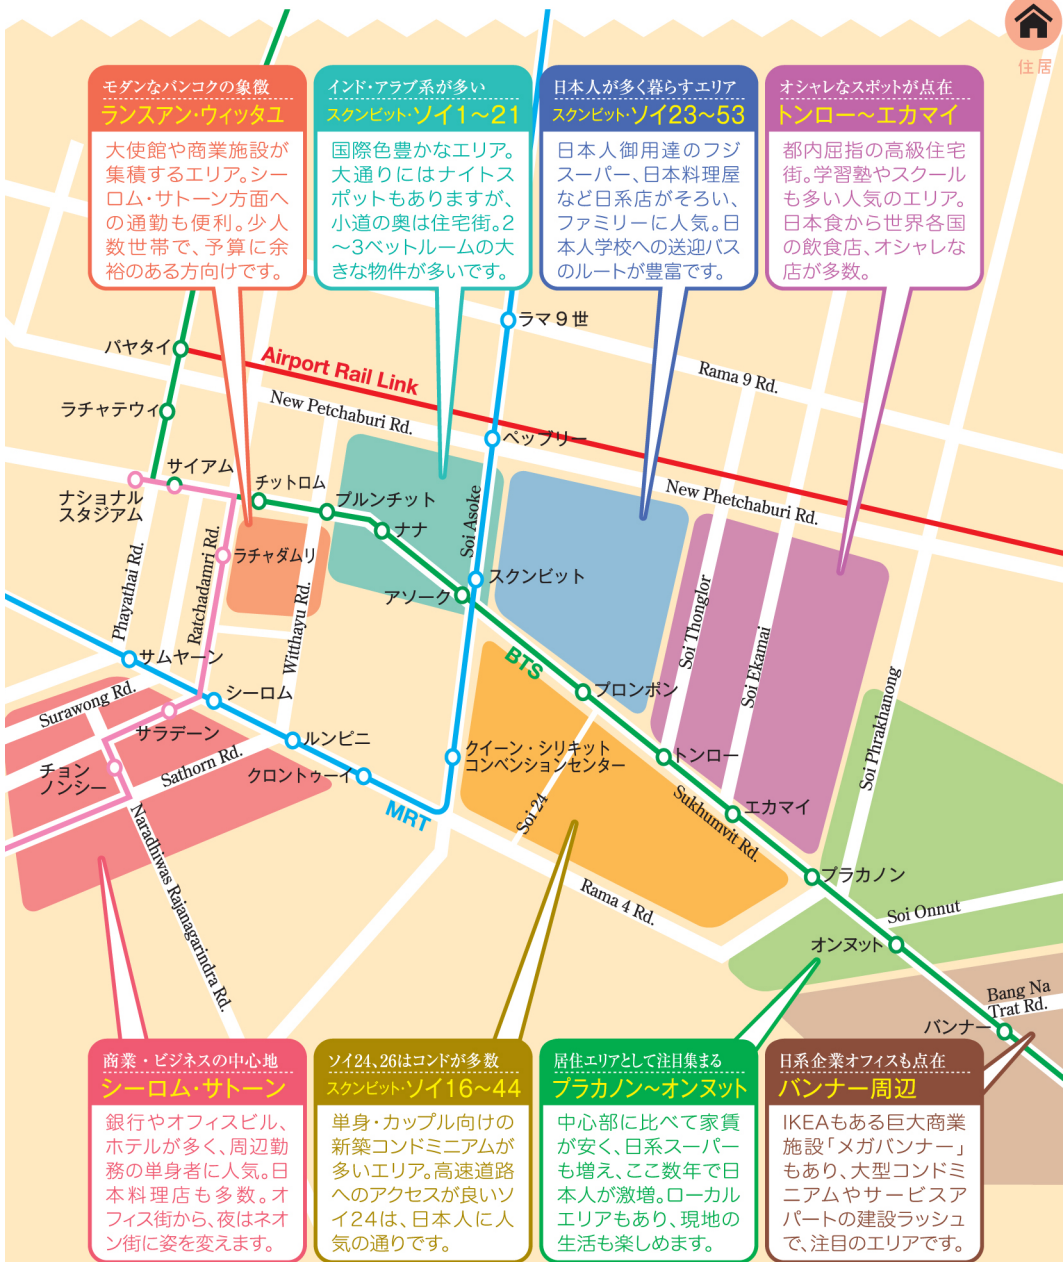 住居
モダンなバンコクの象徴
ランスアン・ウィッタユ
大使館や商業施設が
集積するエリア。シー
ロム・サトーン方面へ
の通勤も便利。少人
数世帯で、予算に余
裕のある方向けです。
インド・アラブ系が多い
スクンビット・ソイ1〜21
国際色豊かなエリア。
大通りにはナイトス
ポットもありますが、
小道の奥は住宅街。2
〜3ベットルームの大
きな物件が多いです。
日本人が多く暮らすエリア
スクンビット・ソイ23〜53
日本人御用達のフジ
スーパー、日本料理屋
など日系店がそろい、
ファミリーに人気。日
本人学校への送迎バス
のルートが豊富です。
オシャレなスポットが点在
トンロー〜エカマイ
都内屈指の高級住宅
街。学習塾やスクール
も多い人気のエリア。
日本食から世界各国
の飲食店、オシャレな
店が多数。
ラマ9世
パヤタイ
Airport Rail Link
Rama 9 Rd.
ラチャテウィ
New Petchaburi Rd.
ペッブリー
サイアム
チットロム
ナショナル
スタジアム
プルンチット
ナナ
Soi Asoke
New Phetchaburi Rd.
Phayathai Rd.
Ratchadamri Rd.
ラチャダムリ
Witthayu Rd.
アソーク
スクンビット
Soi Thonglor
Soi Ekamai
Soi Phrakhanong
サムヤーン
BTS
プロンポン
Surawong Rd.
シーロム
サラデーン
ルンピニ
Sathorn Rd.
クロントゥーイ
クイーン・シリキット
コンベンションセンター
トンロー
チョン
ノンシー
MRT
Soi 24
Sukhumvit Rd.
エカマイ
Naradhiwas Rajanagarindra Rd.
Rama 4 Rd.
プラカノン
Soi Onnut
オンヌット
Bang Na
Trat Rd.
バンナー
商業・ビジネスの中心地
シーロム・サトーン
銀行やオフィスビル、
ホテルが多く、周辺勤
務の単身者に人気。日
本料理店も多数。オ
フィス街から、夜はネオ
ン街に姿を変えます。
ソイ24、26はコンドが多数
スクンビット・ソイ16〜44
単身・カップル向けの
新築コンドミニアムが
多いエリア。高速道路
へのアクセスが良いソ
イ24は、日本人に人
気の通りです。
居住エリアとして注目集まる
プラカノン〜オンヌット
中心部に比べて家賃
が安く、日系スーパー
も増え、ここ数年で日
本人が激増。ローカル
エリアもあり、現地の
生活も楽しめます。
日系企業オフィスも点在
バンナー周辺
IKEAもある巨大商業
施設「メガバンナー」
もあり、大型コンドミ
ニアムやサービスア
パートの建設ラッシュ
で、注目のエリアです。